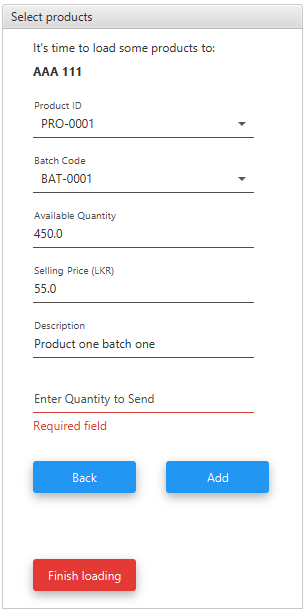 Select products
It's time to load some products to:
AAA 111
Product ID
PRO-0001
Batch Code
BAT-0001
Available Quantity
450.0
Selling Price (LKR)
55.0
Description
Product one batch one
Enter Quantity to Send
Required field
Back
Add
Finish loading